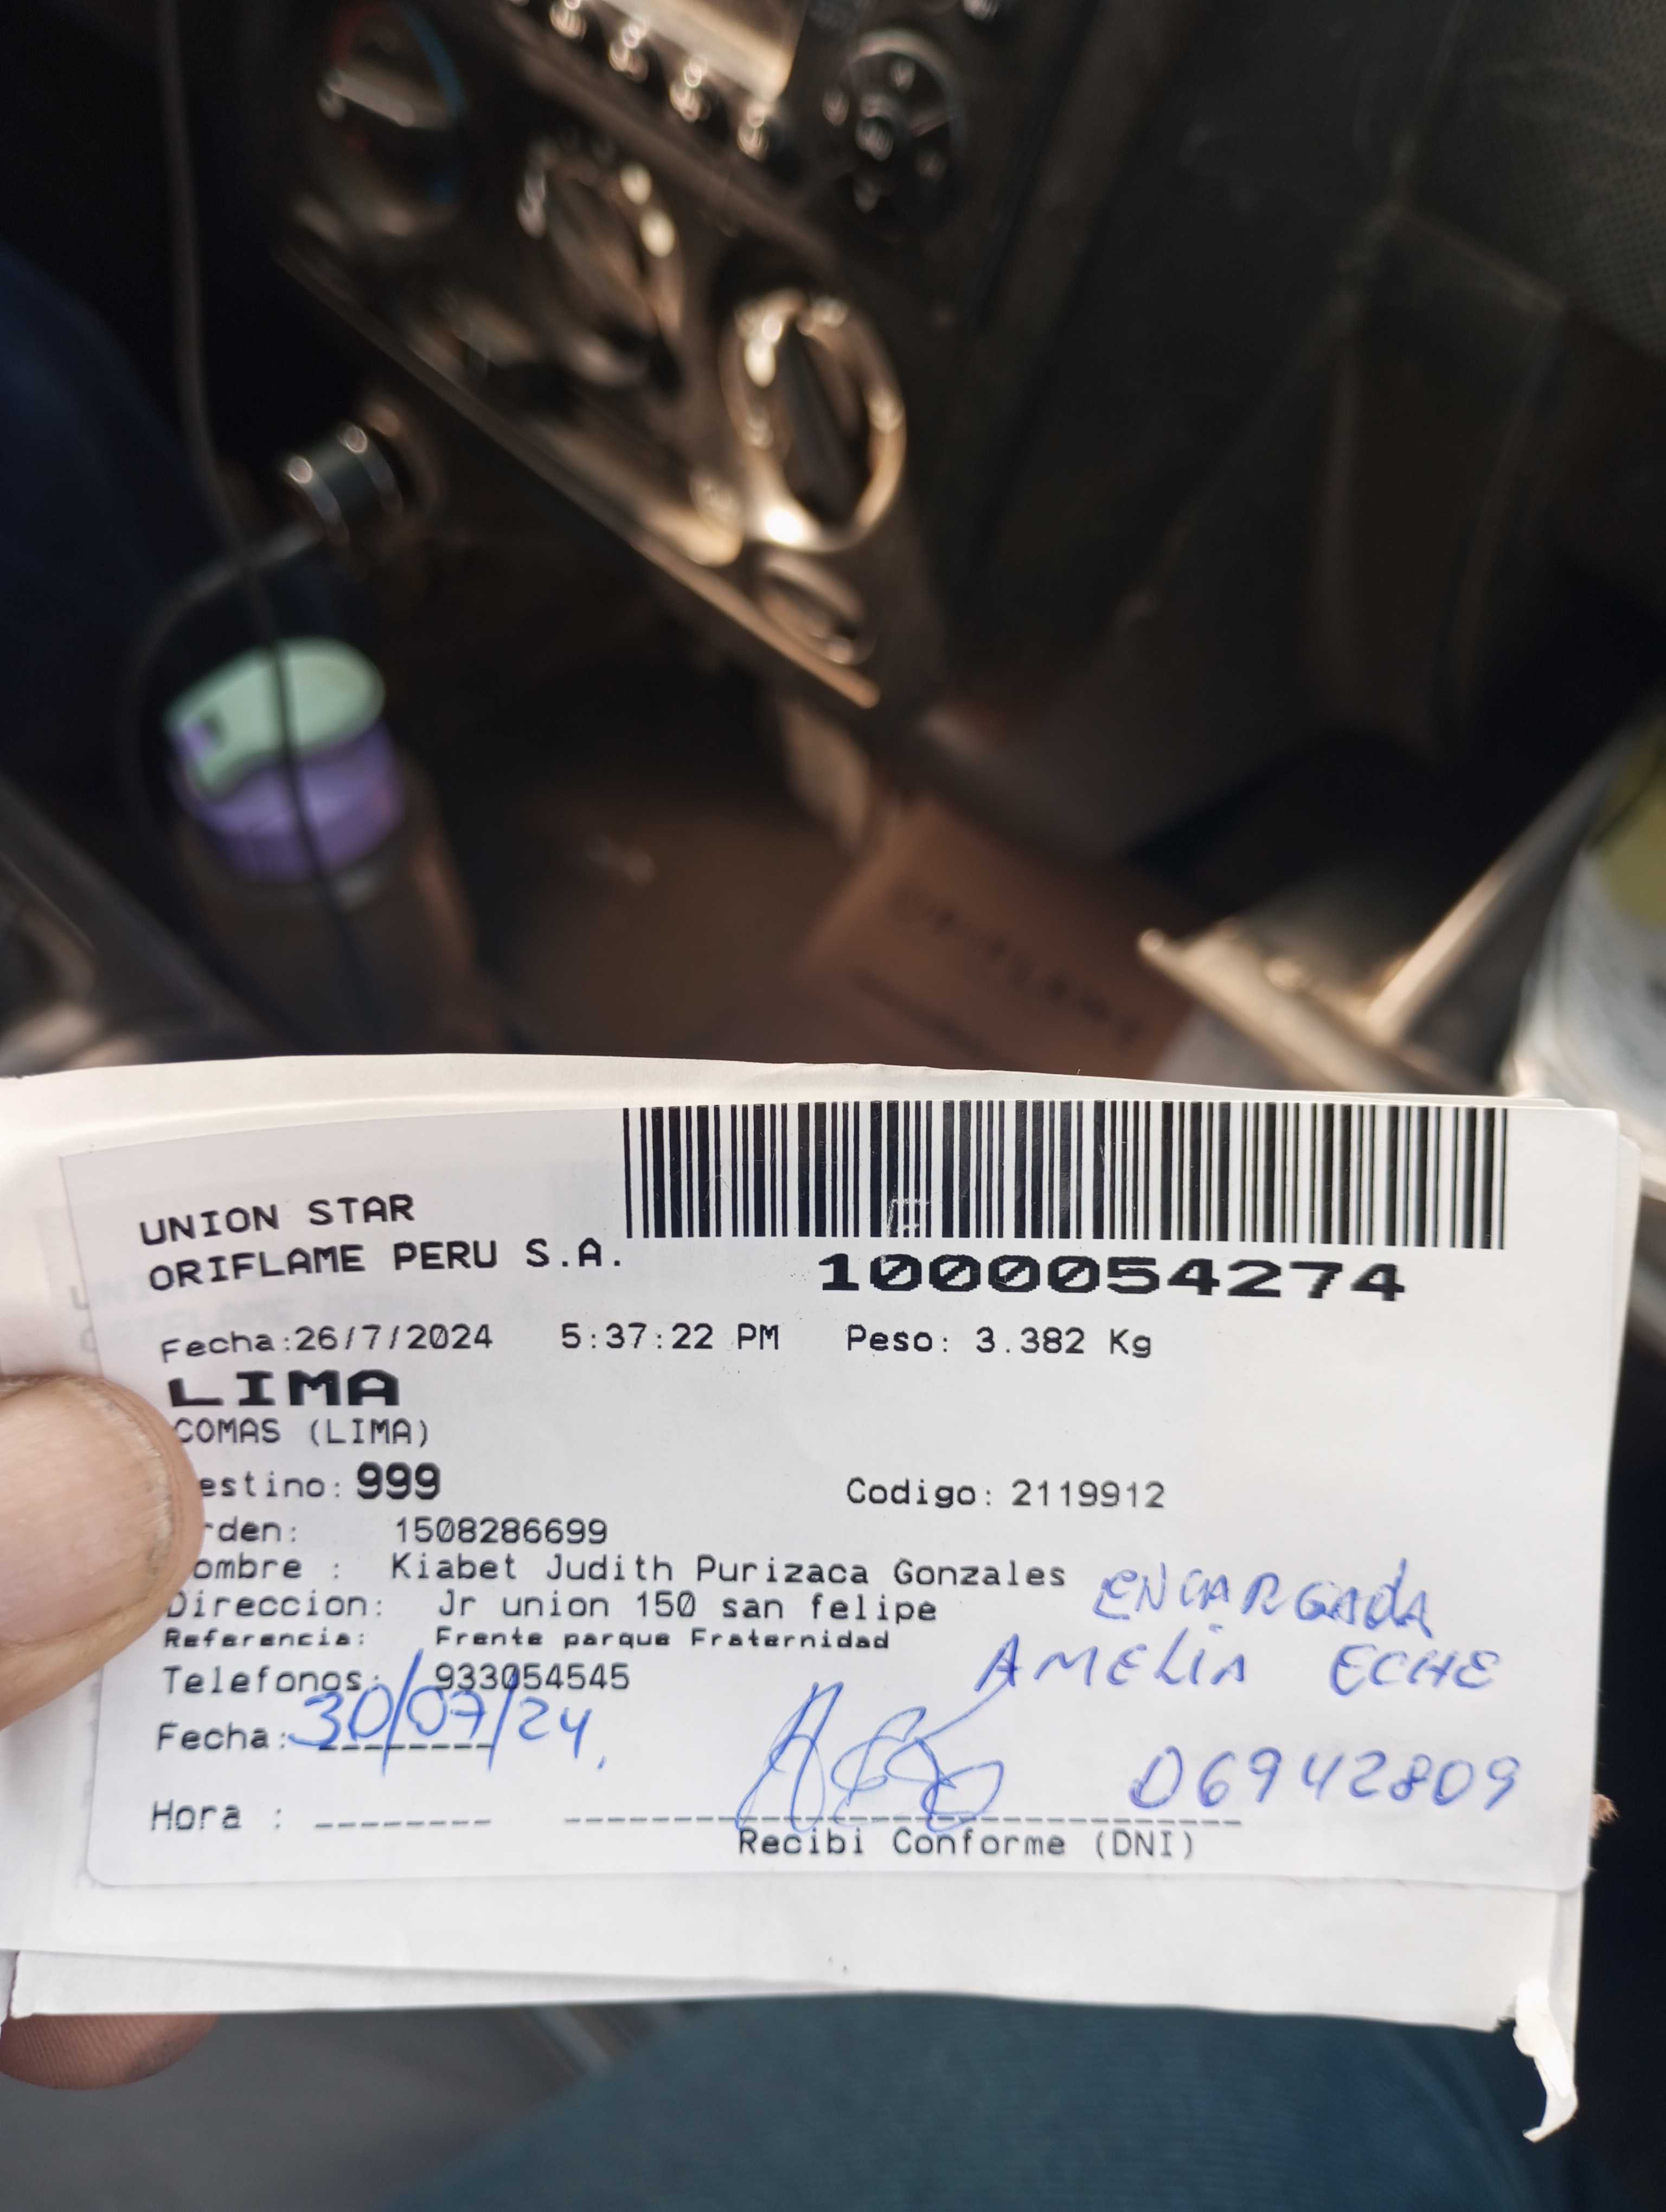 UNION STAR
ORIFLAME PERU S.A.
1000054274
Fecha:26/7/2024 5:37:22 PM Peso: 3.382 Kg
LIMA
COMAS (LIMA)
estino: 999 Codigo: 2119912
rden: 1508286699
ombre : Kiabet Judith Purizaca Gonzales
ENCARGADA
Direccion: Jr union 150 san felipe
Referencia: Frente parque Fraternidad
AMELIA ECHE
Telefonos: 933054545
Fecha: 30/07/24.
06942809
Hora :
Recibi Conforme (DNI)